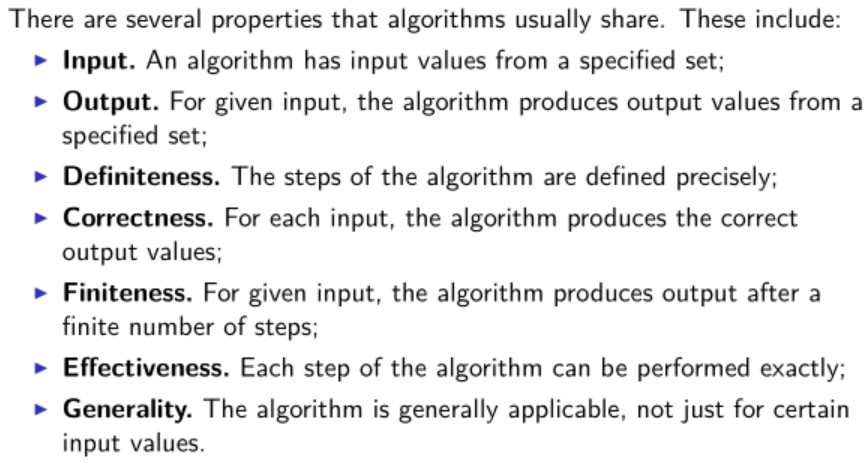 There are several properties that algorithms usually share. These include:
▶ Input. An algorithm has input values from a specified set;
▶ Output. For given input, the algorithm produces output values from a
specified set;
▶ Definiteness. The steps of the algorithm are defined precisely;
▶ Correctness. For each input, the algorithm produces the correct
output values;
▶ Finiteness. For given input, the algorithm produces output after a
finite number of steps;
▶ Effectiveness. Each step of the algorithm can be performed exactly;
▶ Generality. The algorithm is generally applicable, not just for certain
input values.